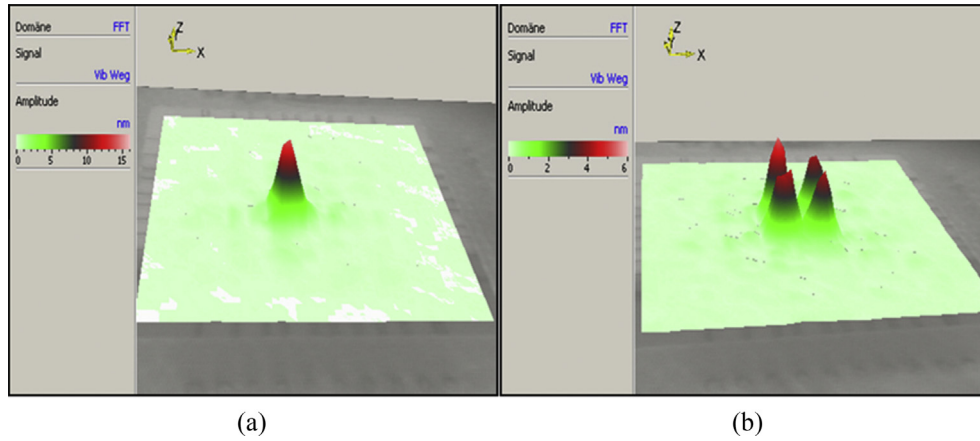 Domäne FFT
Signal
Vib Weg
Amplitude
nm
0 5 10 15
Z
X
Domäne FFT
Signal
Vib Weg
Amplitude
nm
0 2 4 6
Z
X
(a) (b)